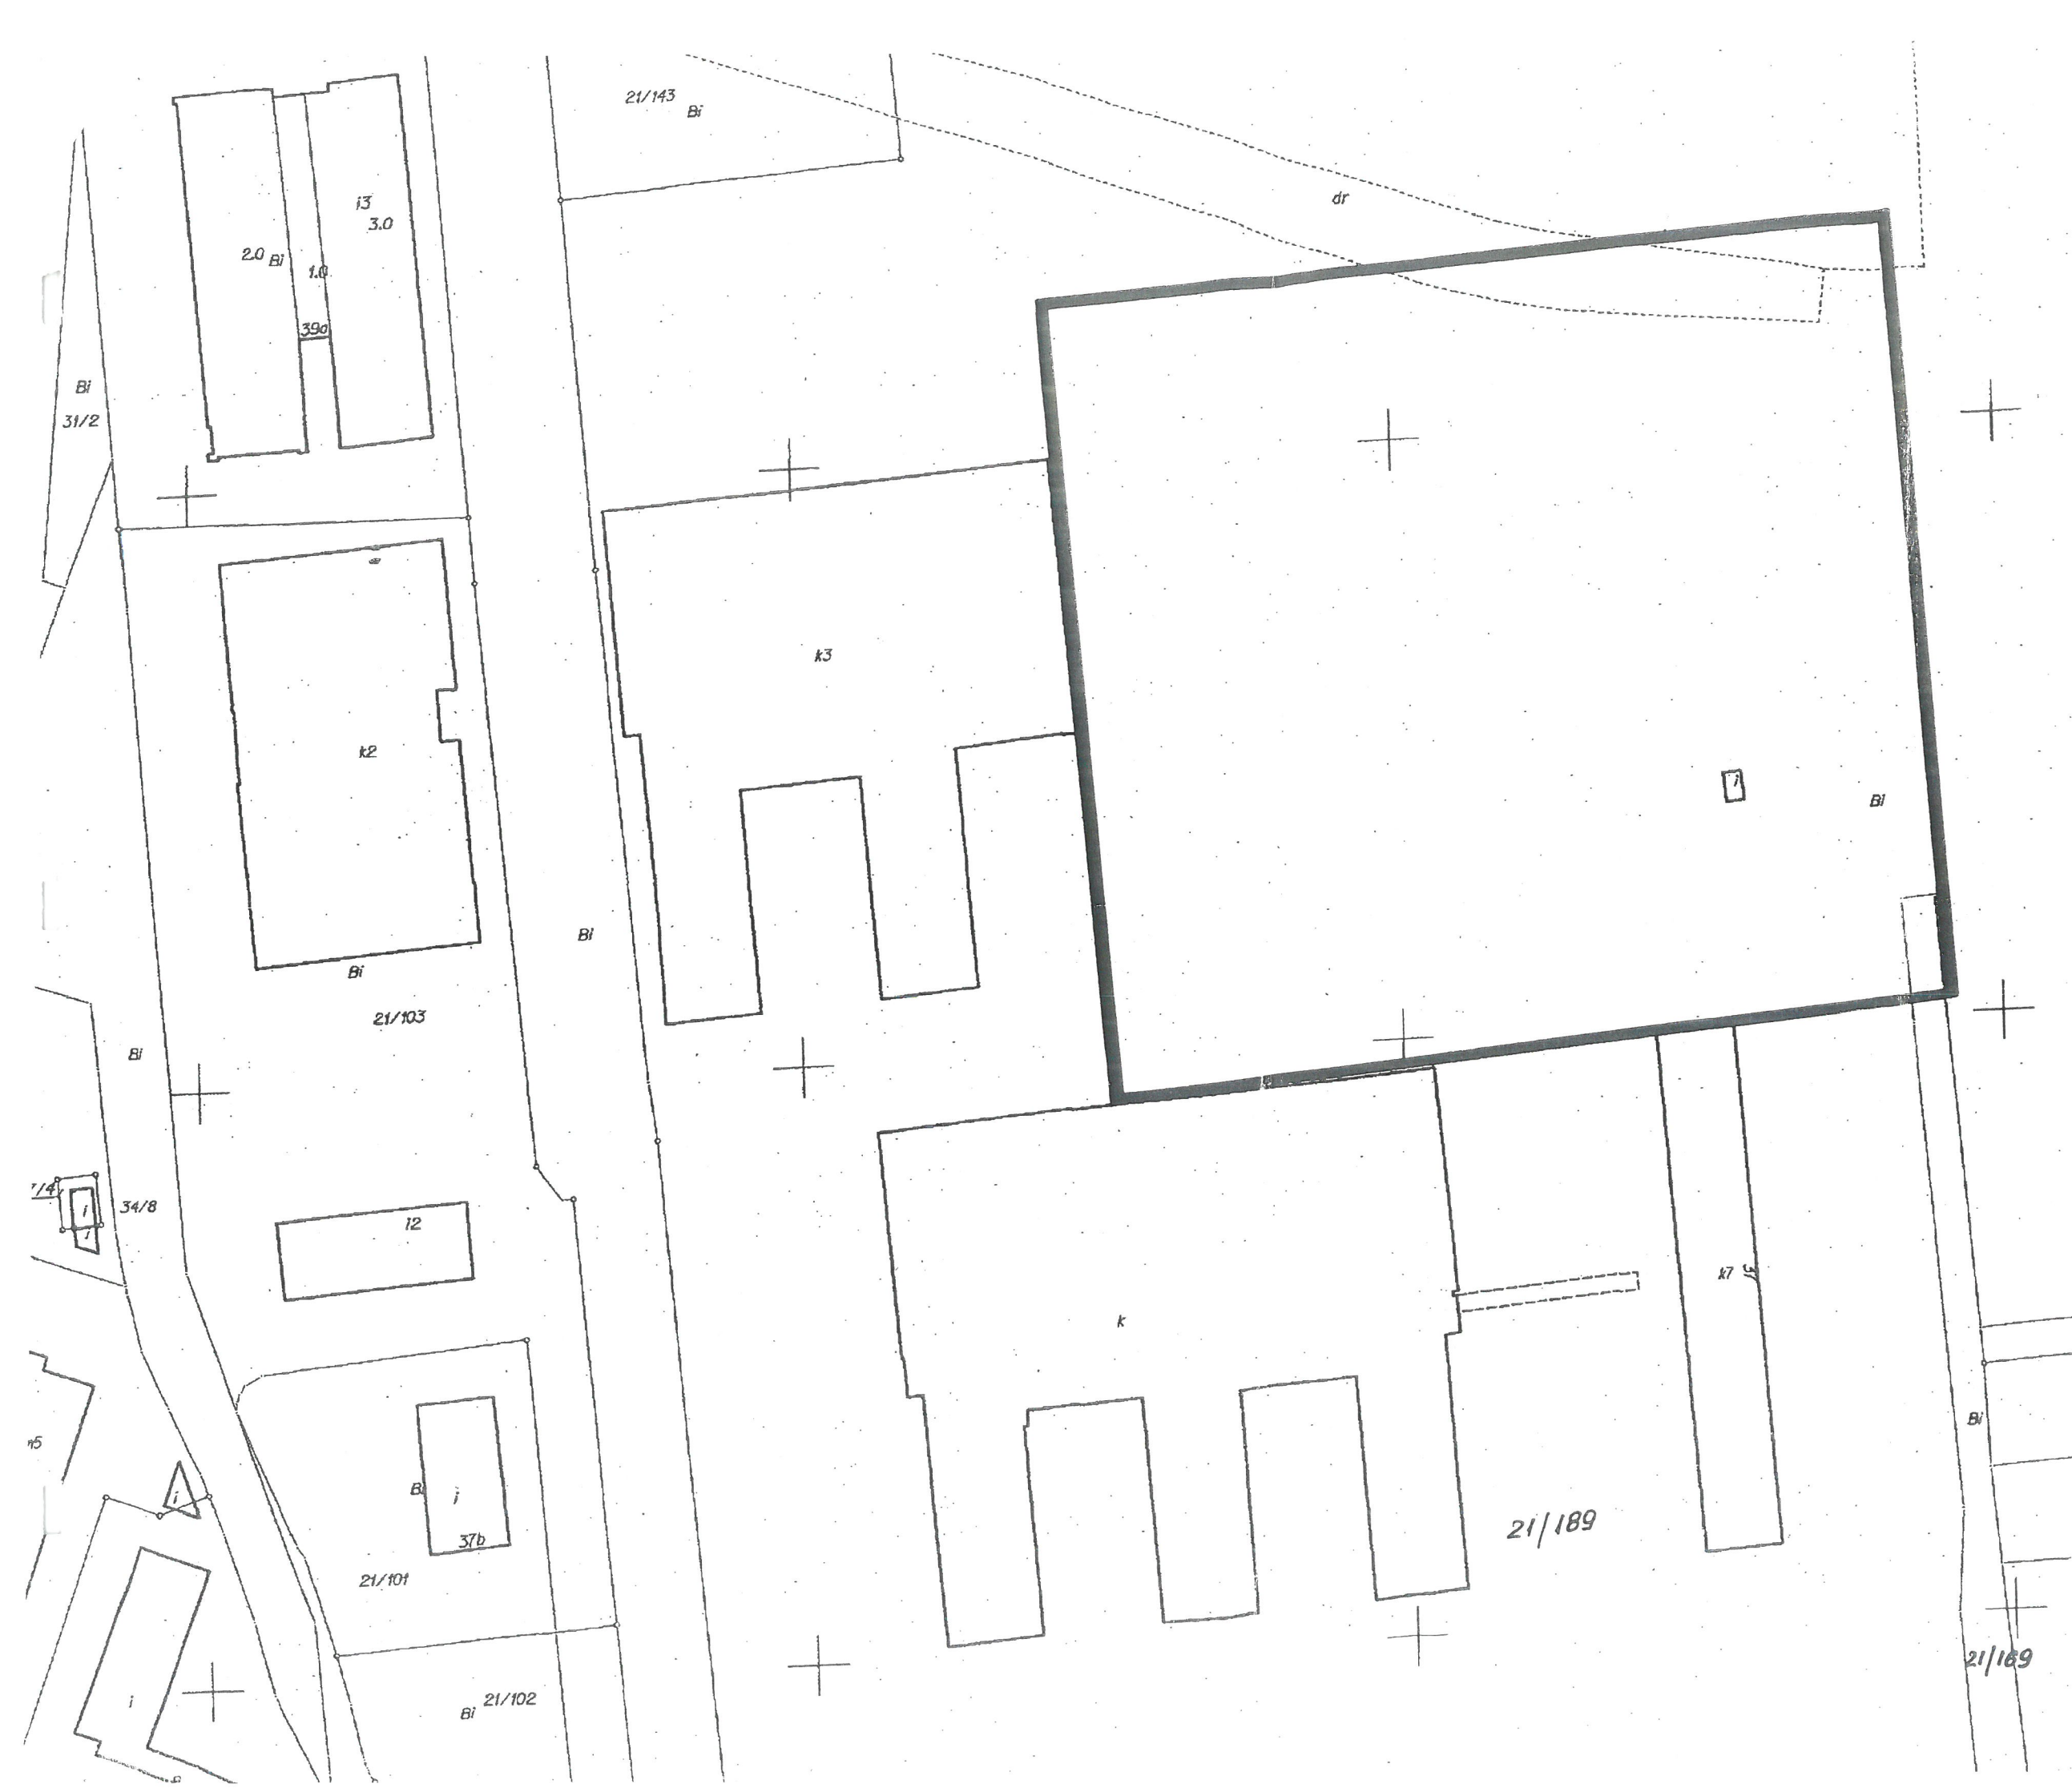 21/143
Bi
dr
i3
3.0
2.0 Bi
1.0
39a
Bi
31/2
k3
k2
i
Bi
Bi
Bi
21/103
Bi
34/8
i
i
i2
k7
37
k
Bi
i
i
37b
21/189
21/101
21/169
i
21/102
Bi